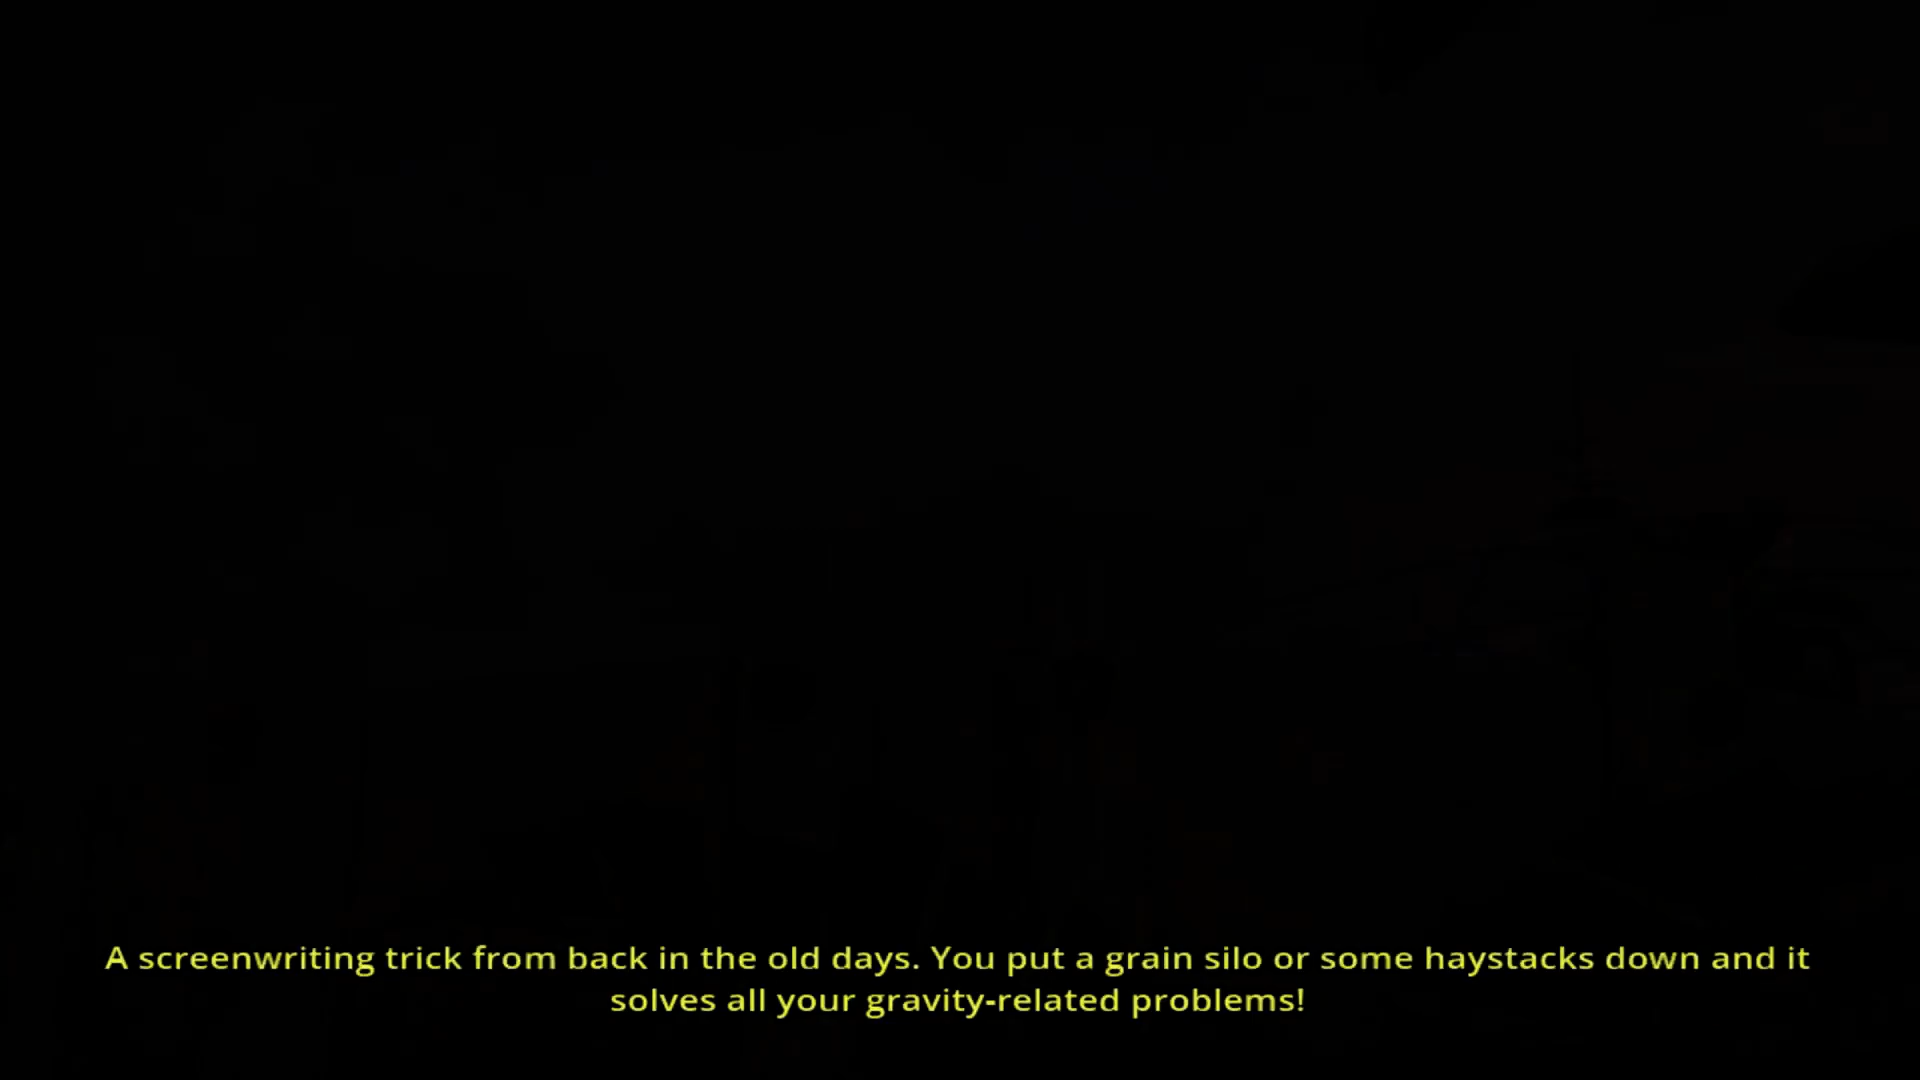 A screenwriting trick from back in the old days. You put a grain silo or some haystacks down and it
solves all your gravity-related problems!